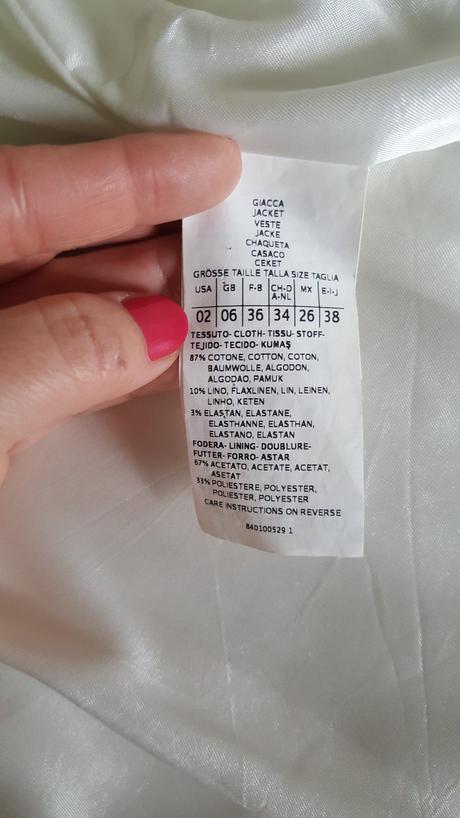 GIACCA
JACKET
VESTE
JACKE
CHAQUETA
CASACO
CEKET
GRÖSSE TAILLE TALLA SIZE TAGLIA
USA GB F-B CH-D A-NL MX E-I-J
02 06 36 34 26 38
TESSUTO- CLOTH- TISSU- STOFF-
TEJIDO- TECIDO- KUMAŞ
87% COTONE, COTTON, COTON,
BAUMWOLLE, ALGODON,
ALGODAO, PAMUK
10% LINO, FLAXLINEN, LIN, LEINEN,
LINHO, KETEN
3% ELASTAN, ELASTANE,
ELASTHANNE, ELASTHAN,
ELASTANO, ELASTAN
FODERA- LINING- DOUBLURE-
FUTTER- FORRO- ASTAR
67% ACETATO, ACETATE, ACETAT,
ASETAT
33% POLIESTERE, POLYESTER,
POLIESTER, POLYESTER
CARE INSTRUCTIONS ON REVERSE
840100529 1